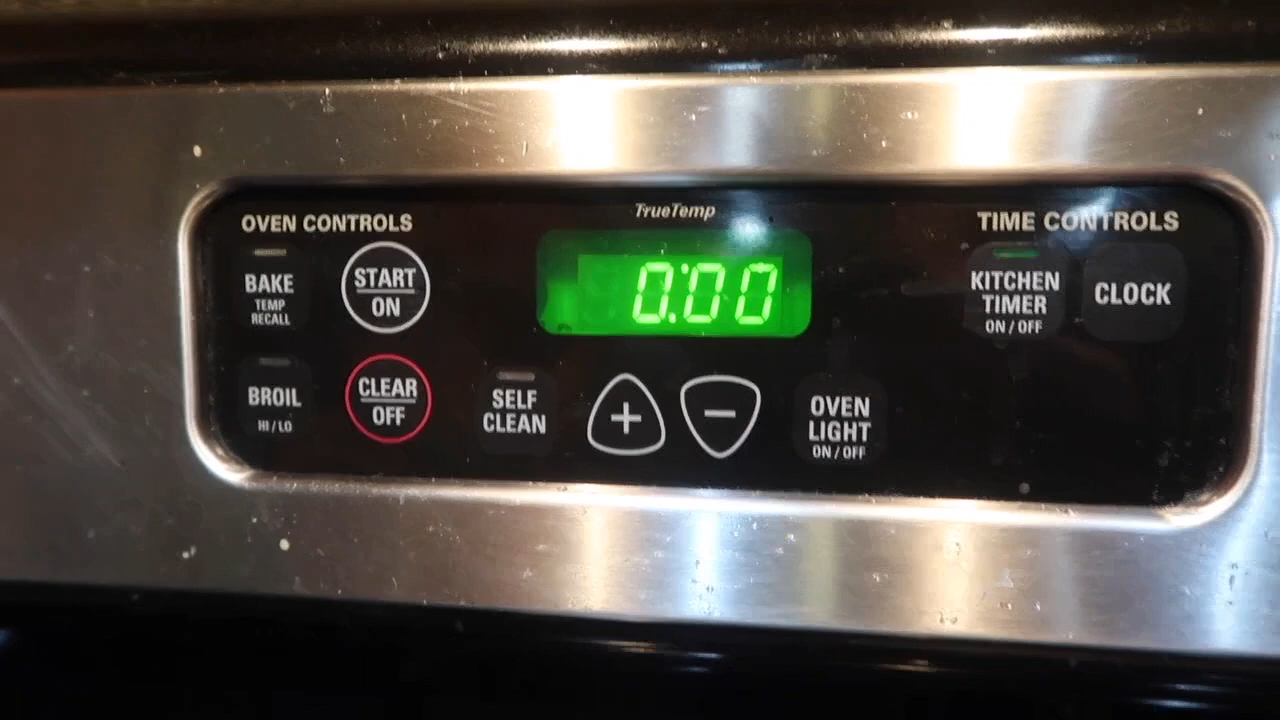 TrueTemp
OVEN CONTROLS
TIME CONTROLS
BAKE
TEMP
RECALL
START
ON
0:00
KITCHEN
TIMER
ON / OFF
CLOCK
BROIL
HI / LO
CLEAR
OFF
SELF
CLEAN
+
−
OVEN
LIGHT
ON / OFF